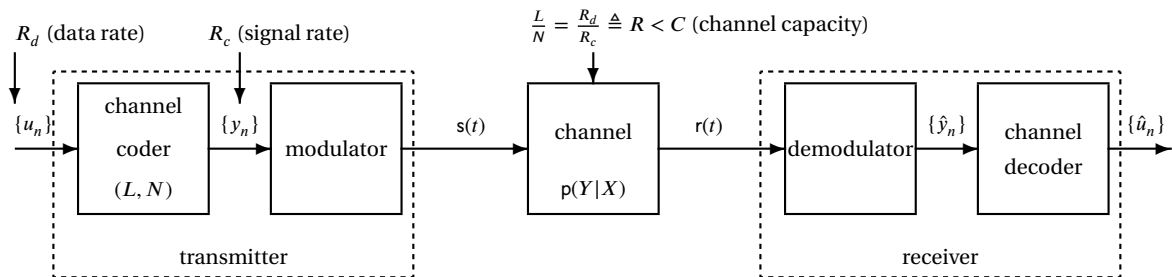 R_d (data rate)
R_c (signal rate)
L/N = R_d/R_c ≜ R < C (channel capacity)
{u_n}
channel
coder
(L, N)
{y_n}
modulator
s(t)
channel
p(Y|X)
r(t)
demodulator
{ŷ_n}
channel
decoder
{û_n}
transmitter
receiver